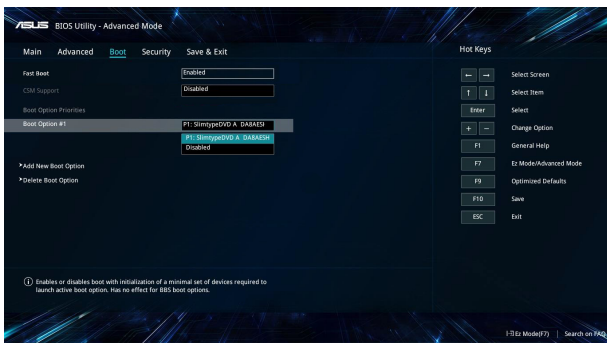 ASUS BIOS Utility - Advanced Mode
Main Advanced Boot Security Save & Exit
Hot Keys
Fast Boot Enabled
CSM Support Disabled
Boot Option Priorities
Boot Option #1 P1: SlimtypeDVD A DA8AESI
P1: SlimtypeDVD A DA8AESH
Disabled
Add New Boot Option
Delete Boot Option
← → Select Screen
↑ ↓ Select Item
Enter Select
+ − Change Option
F1 General Help
F7 Ez Mode/Advanced Mode
F9 Optimized Defaults
F10 Save
ESC Exit
Enables or disables boot with initialization of a minimal set of devices required to
launch active boot option. Has no effect for BBS boot options.
Ez Mode(F7) | Search on FAQ